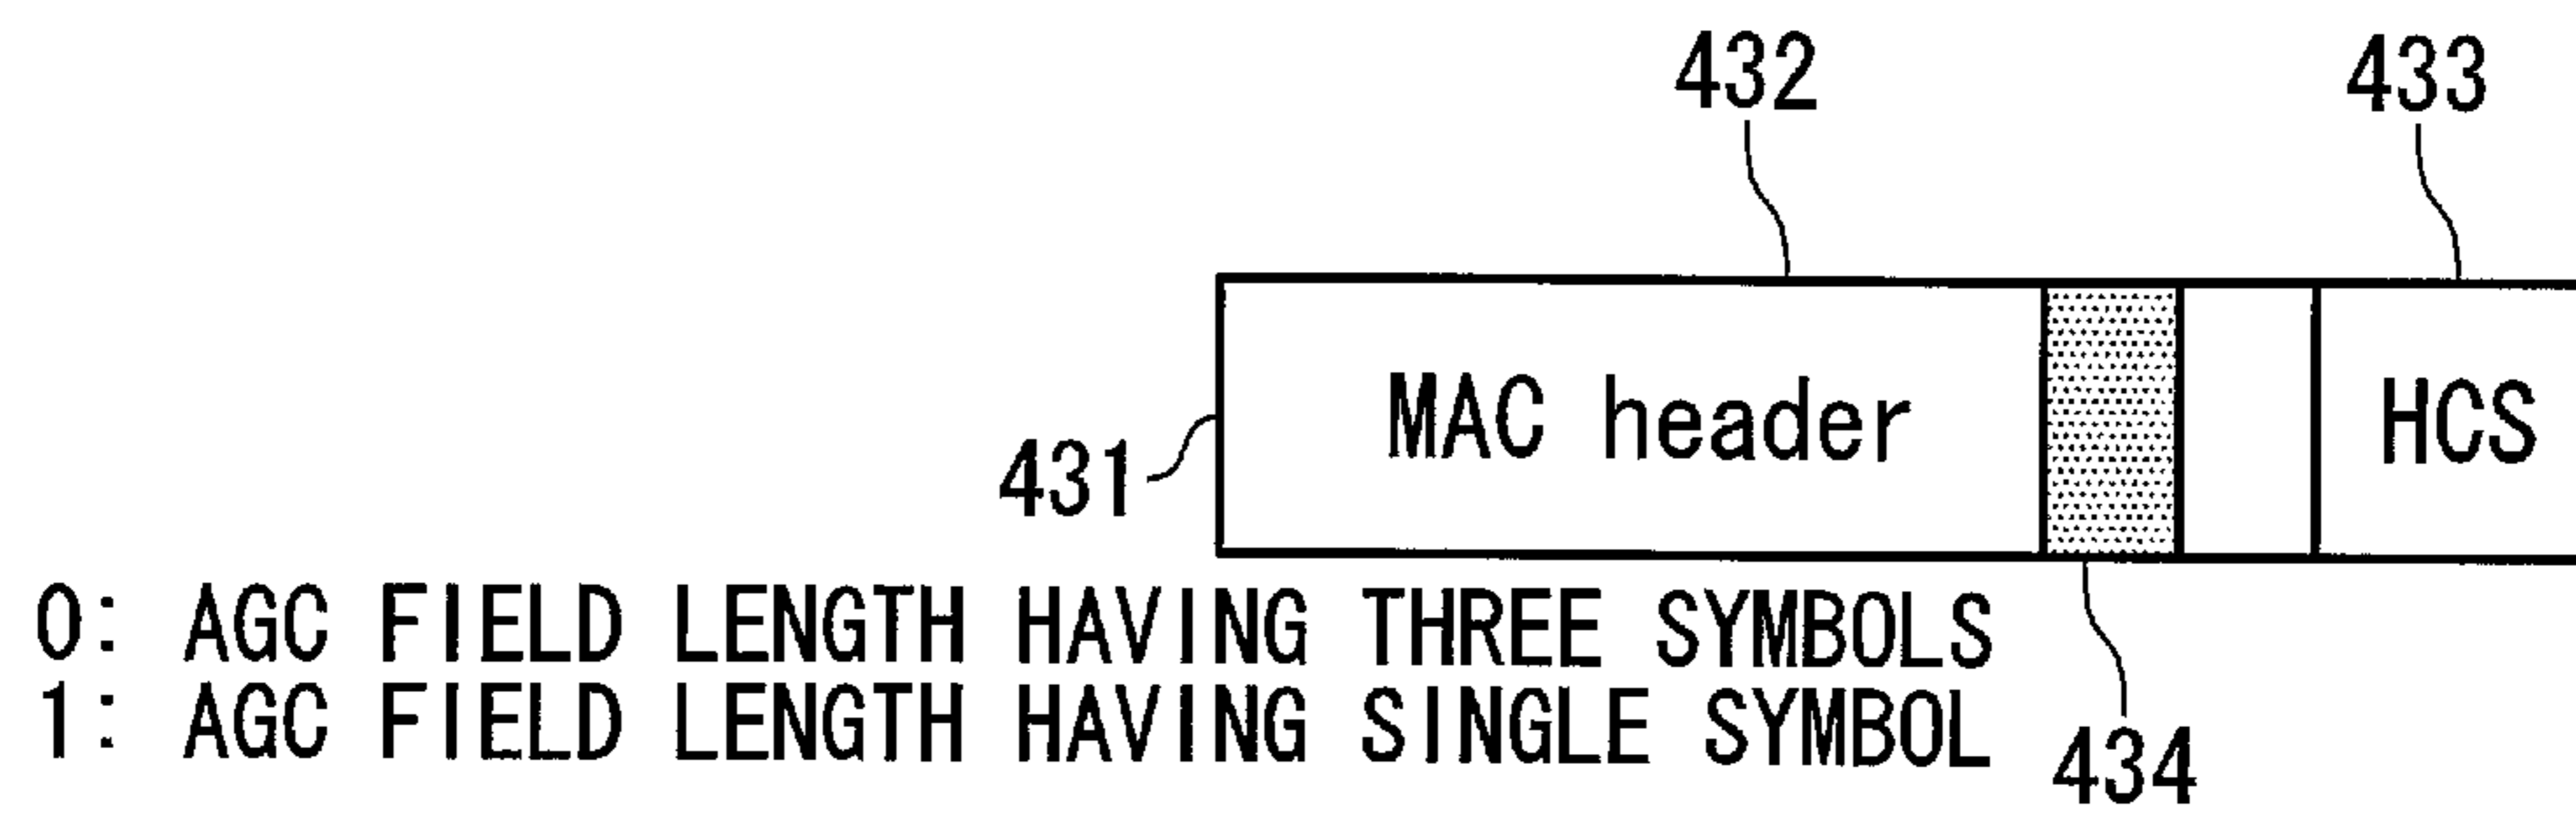 432
433
MAC header
HCS
431
0: AGC FIELD LENGTH HAVING THREE SYMBOLS
1: AGC FIELD LENGTH HAVING SINGLE SYMBOL
434